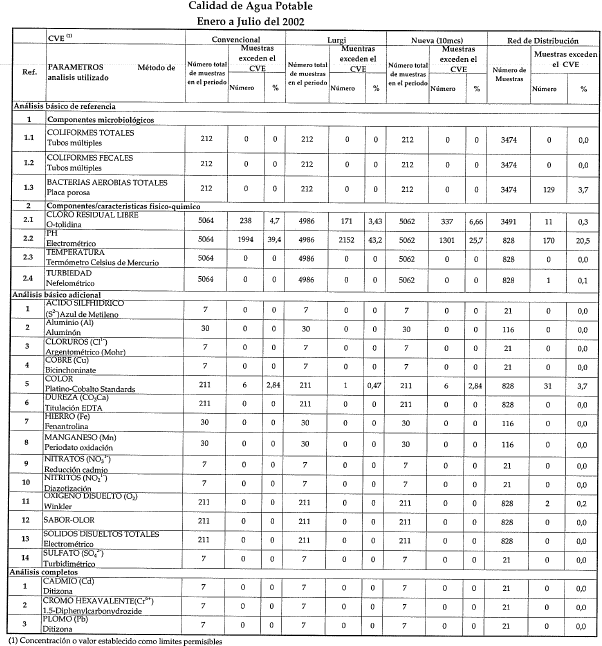 Calidad de Agua Potable
Enero a Julio del 2002
CVE (1) Convencional Lurgi Nueva (10mcs) Red de Distribución
Ref. PARAMETROS Método de analisis utilizado Número total de muestras en el periodo Muestras exceden el CVE Número % Número total de muestras en el periodo Muentras exceden el CVE Número % Número total de muestras en el periodo Muestras exceden el CVE Número % Número de Muestras Muestras exceden el CVE Número %
Análisis básico de referencia
1 Componentes microbiológicos
1.1 COLIFORMES TOTALES
Tubos múltiples 212 0 0 212 0 0 212 0 0 3474 0 0,0
1.2 COLIFORMES FECALES
Tubos múltiples 212 0 0 212 0 0 212 0 0 3474 0 0,0
1.3 BACTERIAS AEROBIAS TOTALES
Placa porosa 212 0 0 212 0 0 212 0 0 3474 129 3,7
2 Componentes/características fisico-quimico
2.1 CLORO RESIDUAL LIBRE
O-tolidina 5064 238 4,7 4986 171 3,43 5062 337 6,66 3491 11 0,3
2.2 PH
Electrométrico 5064 1994 39,4 4986 2152 43,2 5062 1301 25,7 828 170 20,5
2.3 TEMPERATURA
Termómetro Celsius de Mercurio 5064 0 0 4986 0 0 5062 0 0 828 0 0,0
2.4 TURBIEDAD
Nefelométrico 5064 0 0 4986 0 0 5062 0 0 828 1 0,1
Análisis básico adicional
1 ACIDO SILFHIDRICO
(S²⁻)Azul de Metileno 7 0 0 7 0 0 7 0 0 21 0 0,0
2 Aluminio (Al)
Aluminón 30 0 0 30 0 0 30 0 0 116 0 0,0
3 CLORUROS (Cl¹⁻)
Argentométrico (Mohr) 7 0 0 7 0 0 7 0 0 21 0 0,0
4 COBRE (Cu)
Bicinchoninate 7 0 0 7 0 0 7 0 0 21 0 0,0
5 COLOR
Platino-Cobalto Standards 211 6 2,84 211 1 0,47 211 6 2,84 828 31 3,7
6 DUREZA (CO₃Ca)
Titulación EDTA 211 0 0 211 0 0 211 0 0 828 0 0,0
7 HIERRO (Fe)
Fenantrolina 30 0 0 30 0 0 30 0 0 116 0 0,0
8 MANGANESO (Mn)
Periodato oxidación 30 0 0 30 0 0 30 0 0 116 0 0,0
9 NITRATOS (NO₃¹⁻)
Reducción cadmio 7 0 0 7 0 0 7 0 0 21 0 0,0
10 NITRITOS (NO₂¹⁻)
Diazotización 7 0 0 7 0 0 7 0 0 21 0 0,0
11 OXIGENO DISUELTO (O₂)
Winkler 211 0 0 211 0 0 211 0 0 828 2 0,2
12 SABOR-OLOR 211 0 0 211 0 0 211 0 0 828 0 0,0
13 SOLIDOS DISUELTOS TOTALES
Electrométrico 211 0 0 211 0 0 211 0 0 828 0 0,0
14 SULFATO (SO₄²⁻)
Turbidimétrico 7 0 0 7 0 0 7 0 0 21 0 0,0
Análisis completos
1 CADMIO (Cd)
Ditizona 7 0 0 7 0 0 7 0 0 21 0 0,0
2 CROMO HEXAVALENTE(Cr⁶⁺)
1.5-Diphenylcarbonydrozide 7 0 0 7 0 0 7 0 0 21 0 0,0
3 PLOMO (Pb)
Ditizona 7 0 0 7 0 0 7 0 0 21 0 0,0
(1) Concentración o valor establecido como limites permisibles